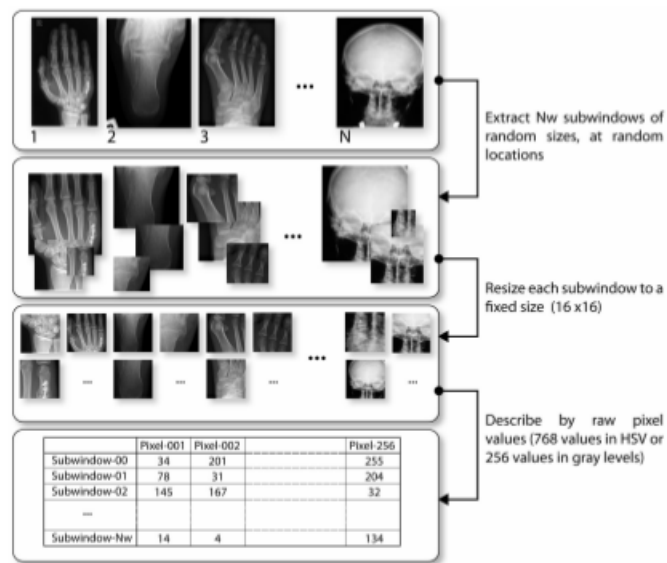 1
2
3
...
N
Extract Nw subwindows of
random sizes, at random
locations
...
Resize each subwindow to a
fixed size (16 x16)
...
... ... ... ...
Describe by raw pixel
values (768 values in HSV or
256 values in gray levels)
Pixel-001 Pixel-002 Pixel-256
Subwindow-00 34 201 255
Subwindow-01 78 31 204
Subwindow-02 145 167 32
...
Subwindow-Nw 14 4 134